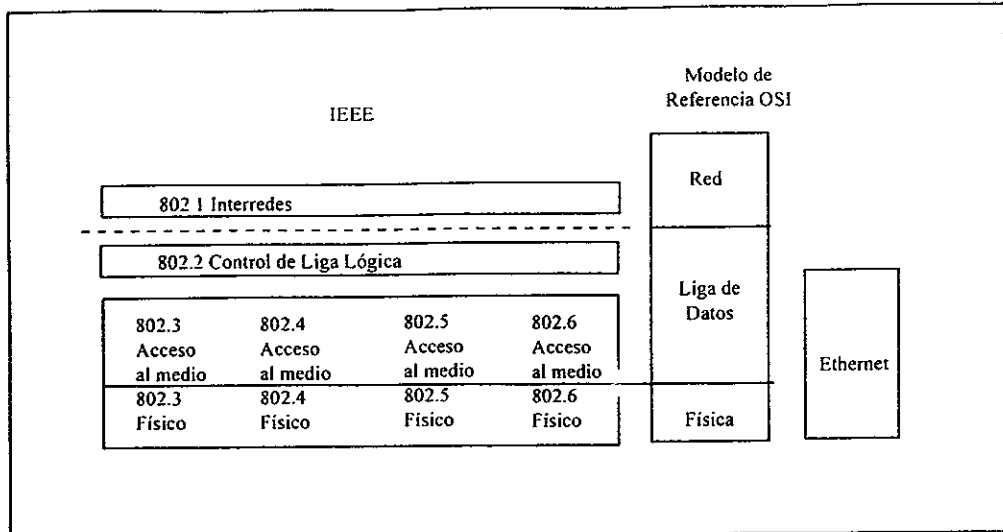 IEEE
Modelo de
Referencia OSI
802 1 Interredes
802.2 Control de Liga Lógica
802.3
Acceso
al medio
802.4
Acceso
al medio
802.5
Acceso
al medio
802.6
Acceso
al medio
802.3
Físico
802.4
Físico
802.5
Físico
802.6
Físico
Red
Liga de
Datos
Física
Ethernet